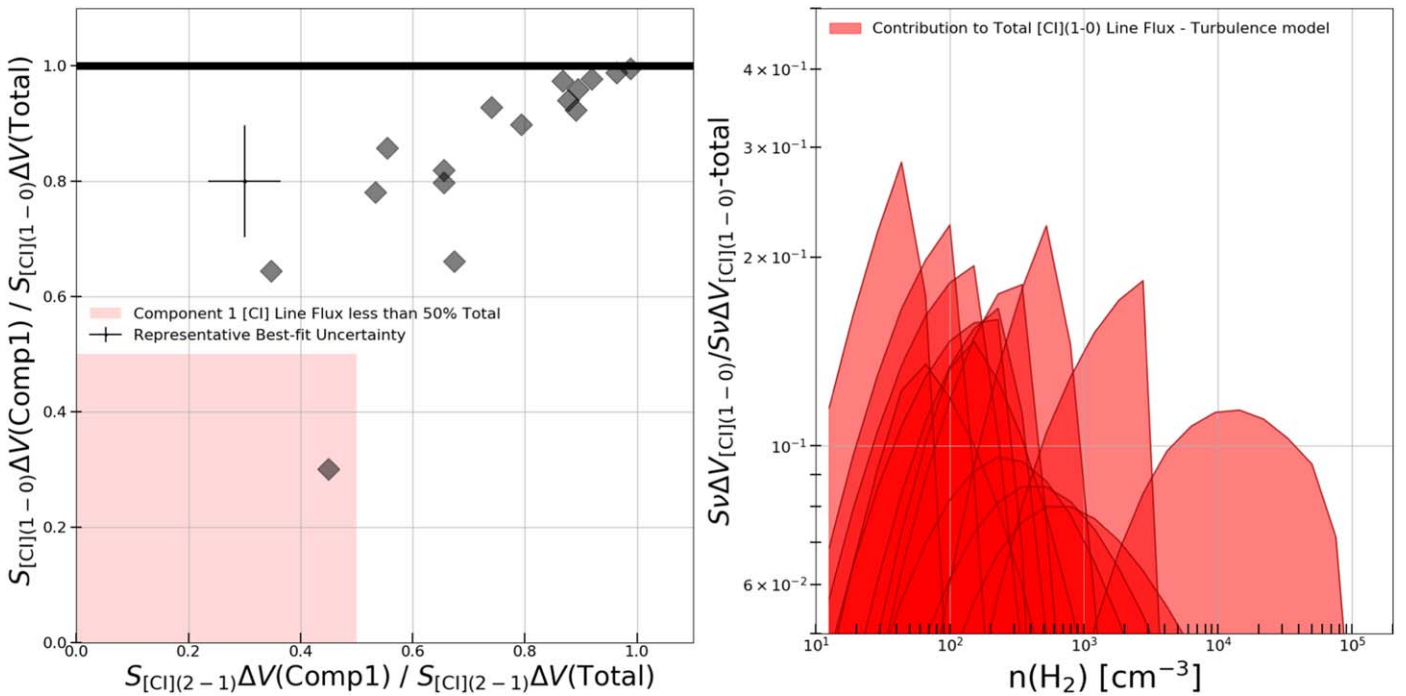 S[CI](1−0)ΔV(Comp1) / S[CI](1−0)ΔV(Total)
1.0
0.8
0.6
0.4
0.2
0.0
Component 1 [CI] Line Flux less than 50% Total
Representative Best-fit Uncertainty
0.0 0.2 0.4 0.6 0.8 1.0
S[CI](2−1)ΔV(Comp1) / S[CI](2−1)ΔV(Total)
SνΔV[CI](1−0)/SνΔV[CI](1−0)-total
Contribution to Total [CI](1-0) Line Flux - Turbulence model
4 × 10⁻¹
3 × 10⁻¹
2 × 10⁻¹
10⁻¹
6 × 10⁻²
10¹ 10² 10³ 10⁴ 10⁵
n(H₂) [cm⁻³]